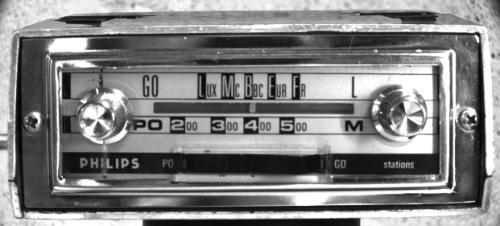 GO LUX MC BBC EUR FR L
PO 200 300 400 500 M
PHILIPS PO GO stations